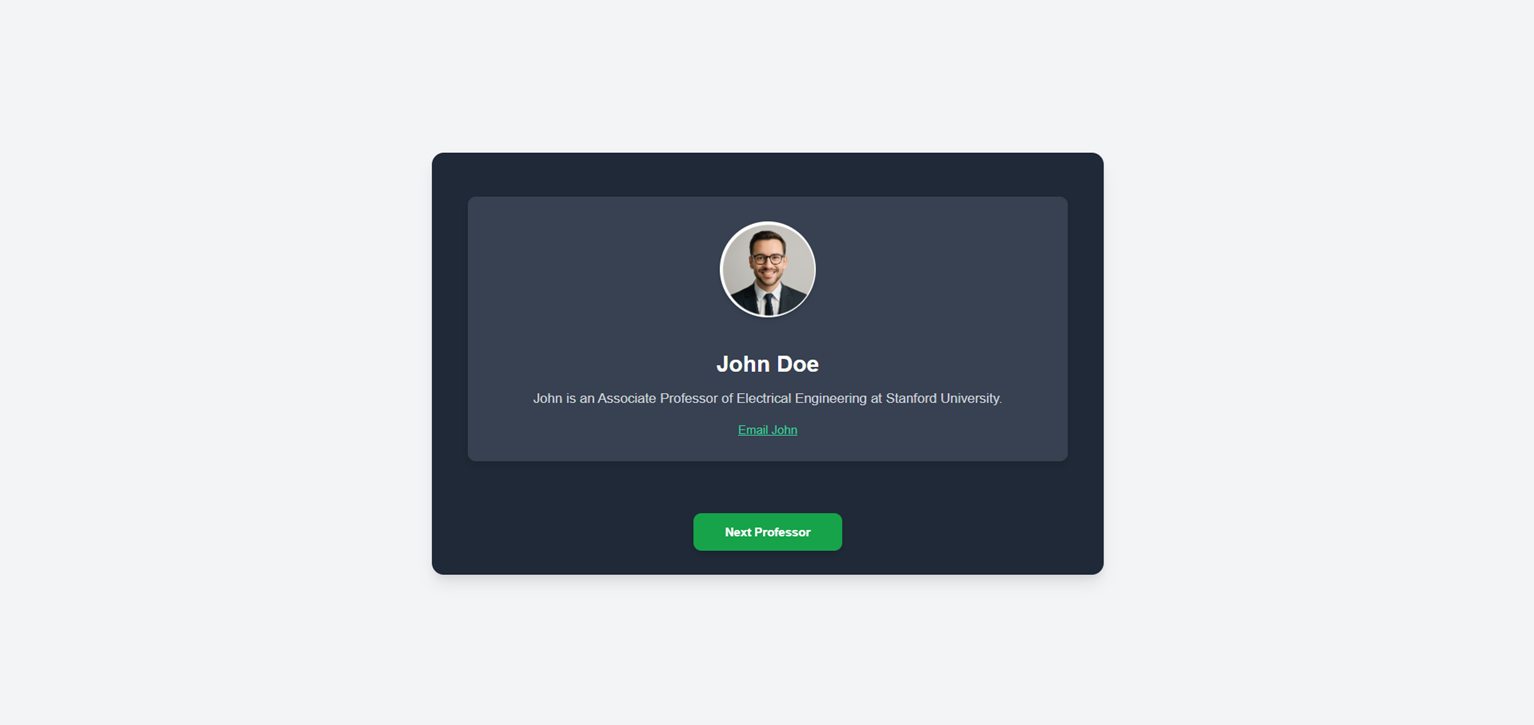 John Doe
John is an Associate Professor of Electrical Engineering at Stanford University.
Email John
Next Professor